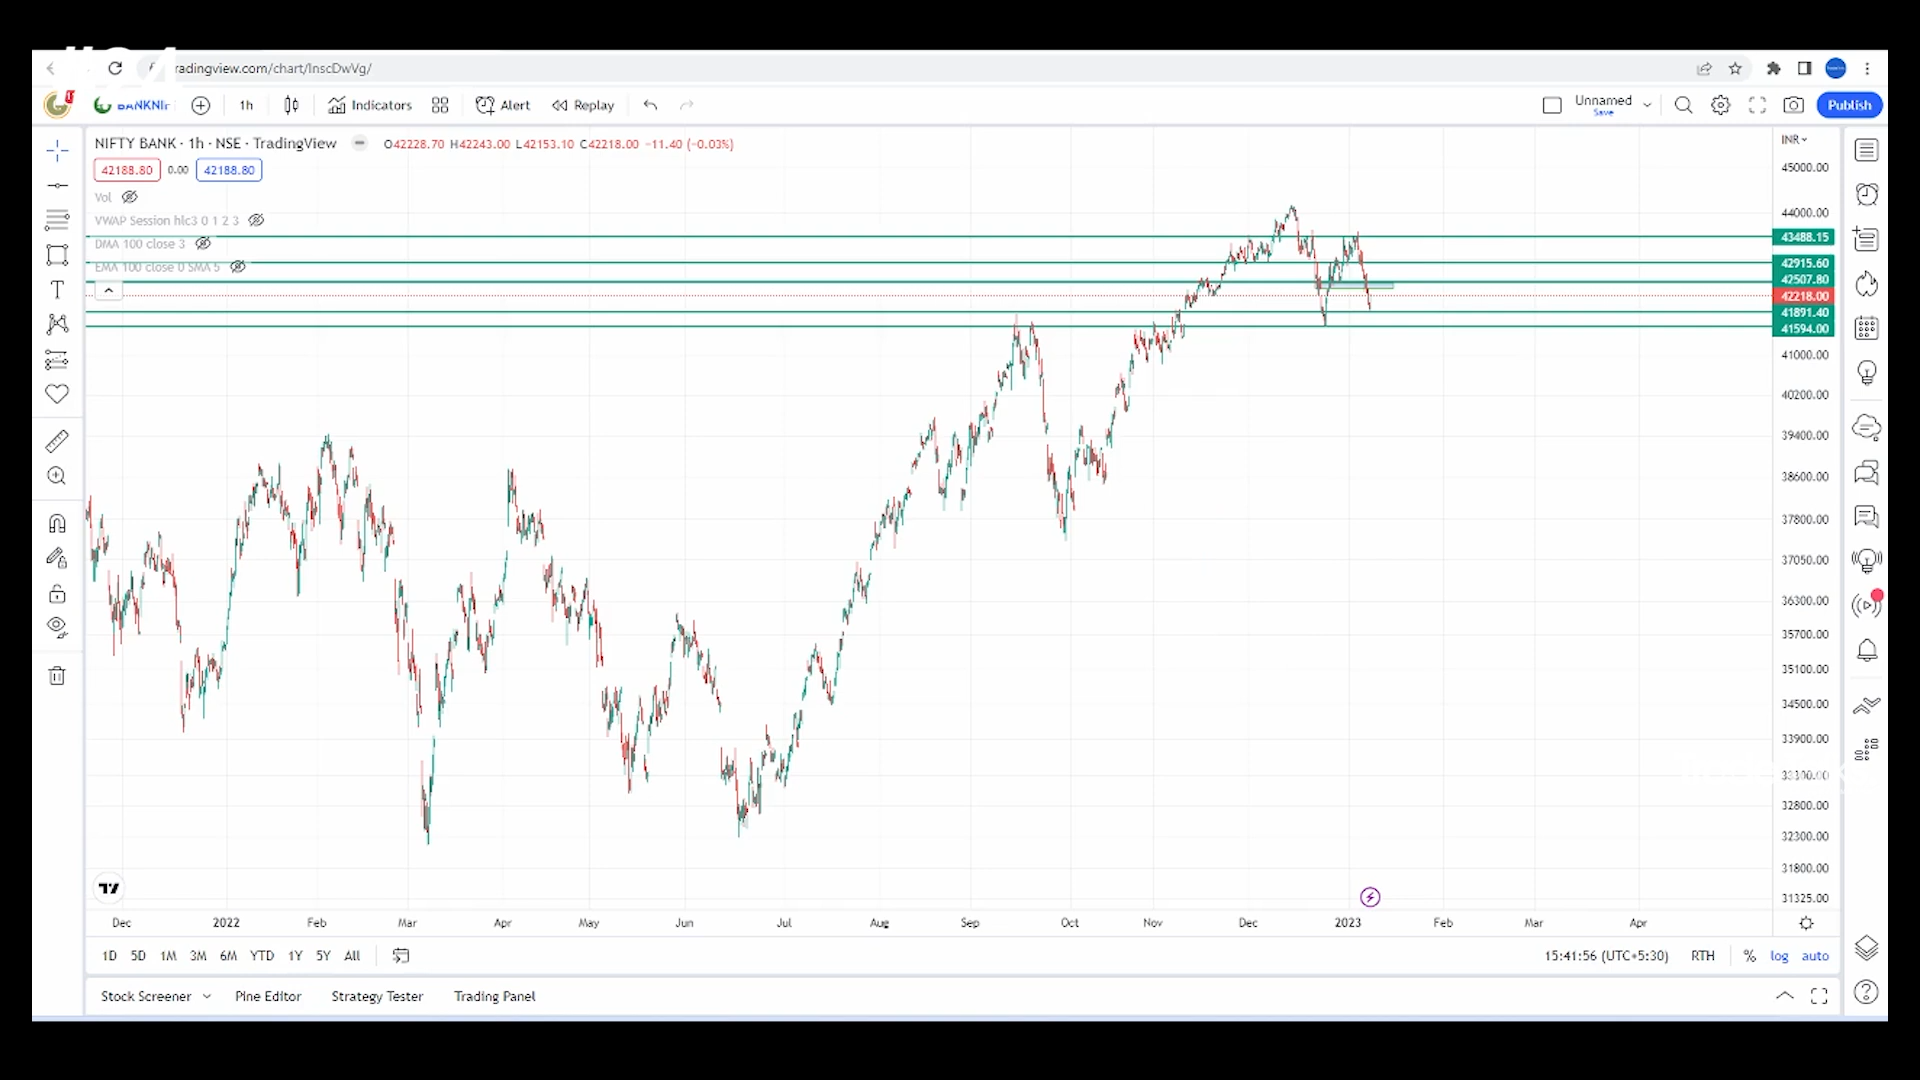 radingview.com/chart/InscDwVg/
BANKNIF 1h Indicators Alert Replay Unnamed Save Publish
NIFTY BANK · 1h · NSE · TradingView O42228.70 H42243.00 L42153.10 C42218.00 −11.40 (−0.03%) INR
42188.80 0.00 42188.80
Vol
VWAP Session hlc3 0 1 2 3
DMA 100 close 3
EMA 100 close 0 SMA 5
45000.00
44000.00
43488.15
42915.60
42507.80
42218.00
41891.40
41594.00
41000.00
40200.00
39400.00
38600.00
37800.00
37050.00
36300.00
35700.00
35100.00
34500.00
33900.00
33300.00
32800.00
32300.00
31800.00
31325.00
Dec 2022 Feb Mar Apr May Jun Jul Aug Sep Oct Nov Dec 2023 Feb Mar Apr
1D 5D 1M 3M 6M YTD 1Y 5Y All 15:41:56 (UTC+5:30) RTH % log auto
Stock Screener Pine Editor Strategy Tester Trading Panel